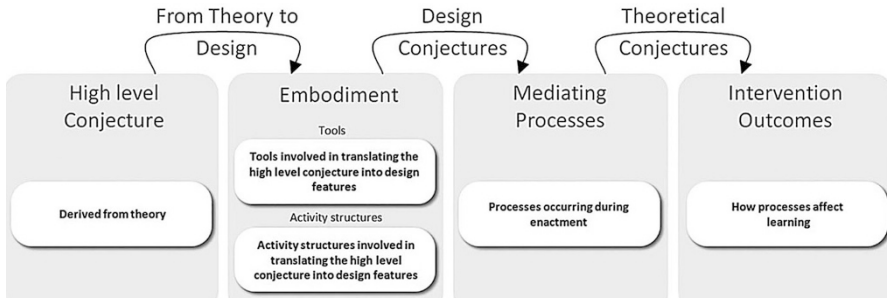 From Theory to
Design
Design
Conjectures
Theoretical
Conjectures
High level
Conjecture
Derived from theory
Embodiment
Tools
Tools involved in translating the
high level conjecture into design
features
Activity structures
Activity structures involved in
translating the high level
conjecture into design features
Mediating
Processes
Processes occurring during
enactment
Intervention
Outcomes
How processes affect
learning